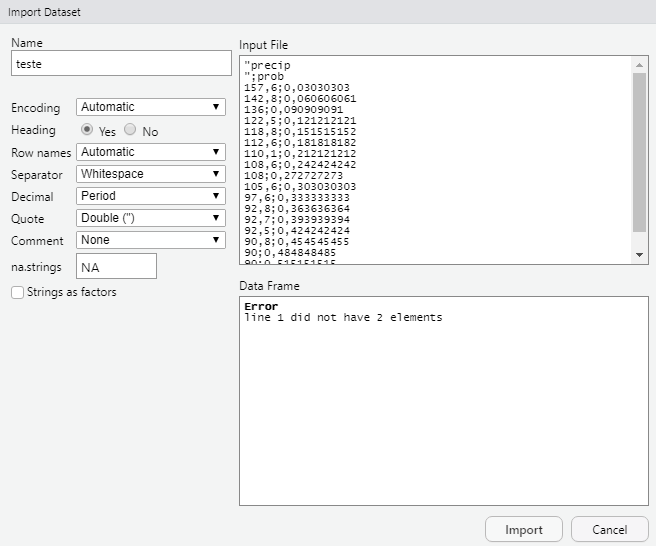 Import Dataset
Name
teste
Encoding Automatic
Heading Yes No
Row names Automatic
Separator Whitespace
Decimal Period
Quote Double (")
Comment None
na.strings NA
Strings as factors
Input File
"precip
";prob
157,6;0,03030303
142,8;0,060606061
136;0,090909091
122,5;0,121212121
118,8;0,151515152
112,6;0,181818182
110,1;0,212121212
108,6;0,242424242
108;0,272727273
105,6;0,303030303
97,6;0,333333333
92,8;0,363636364
92,7;0,393939394
92,5;0,424242424
90,8;0,454545455
90;0,484848485
90;0,515151515
Data Frame
Error
line 1 did not have 2 elements
Import Cancel